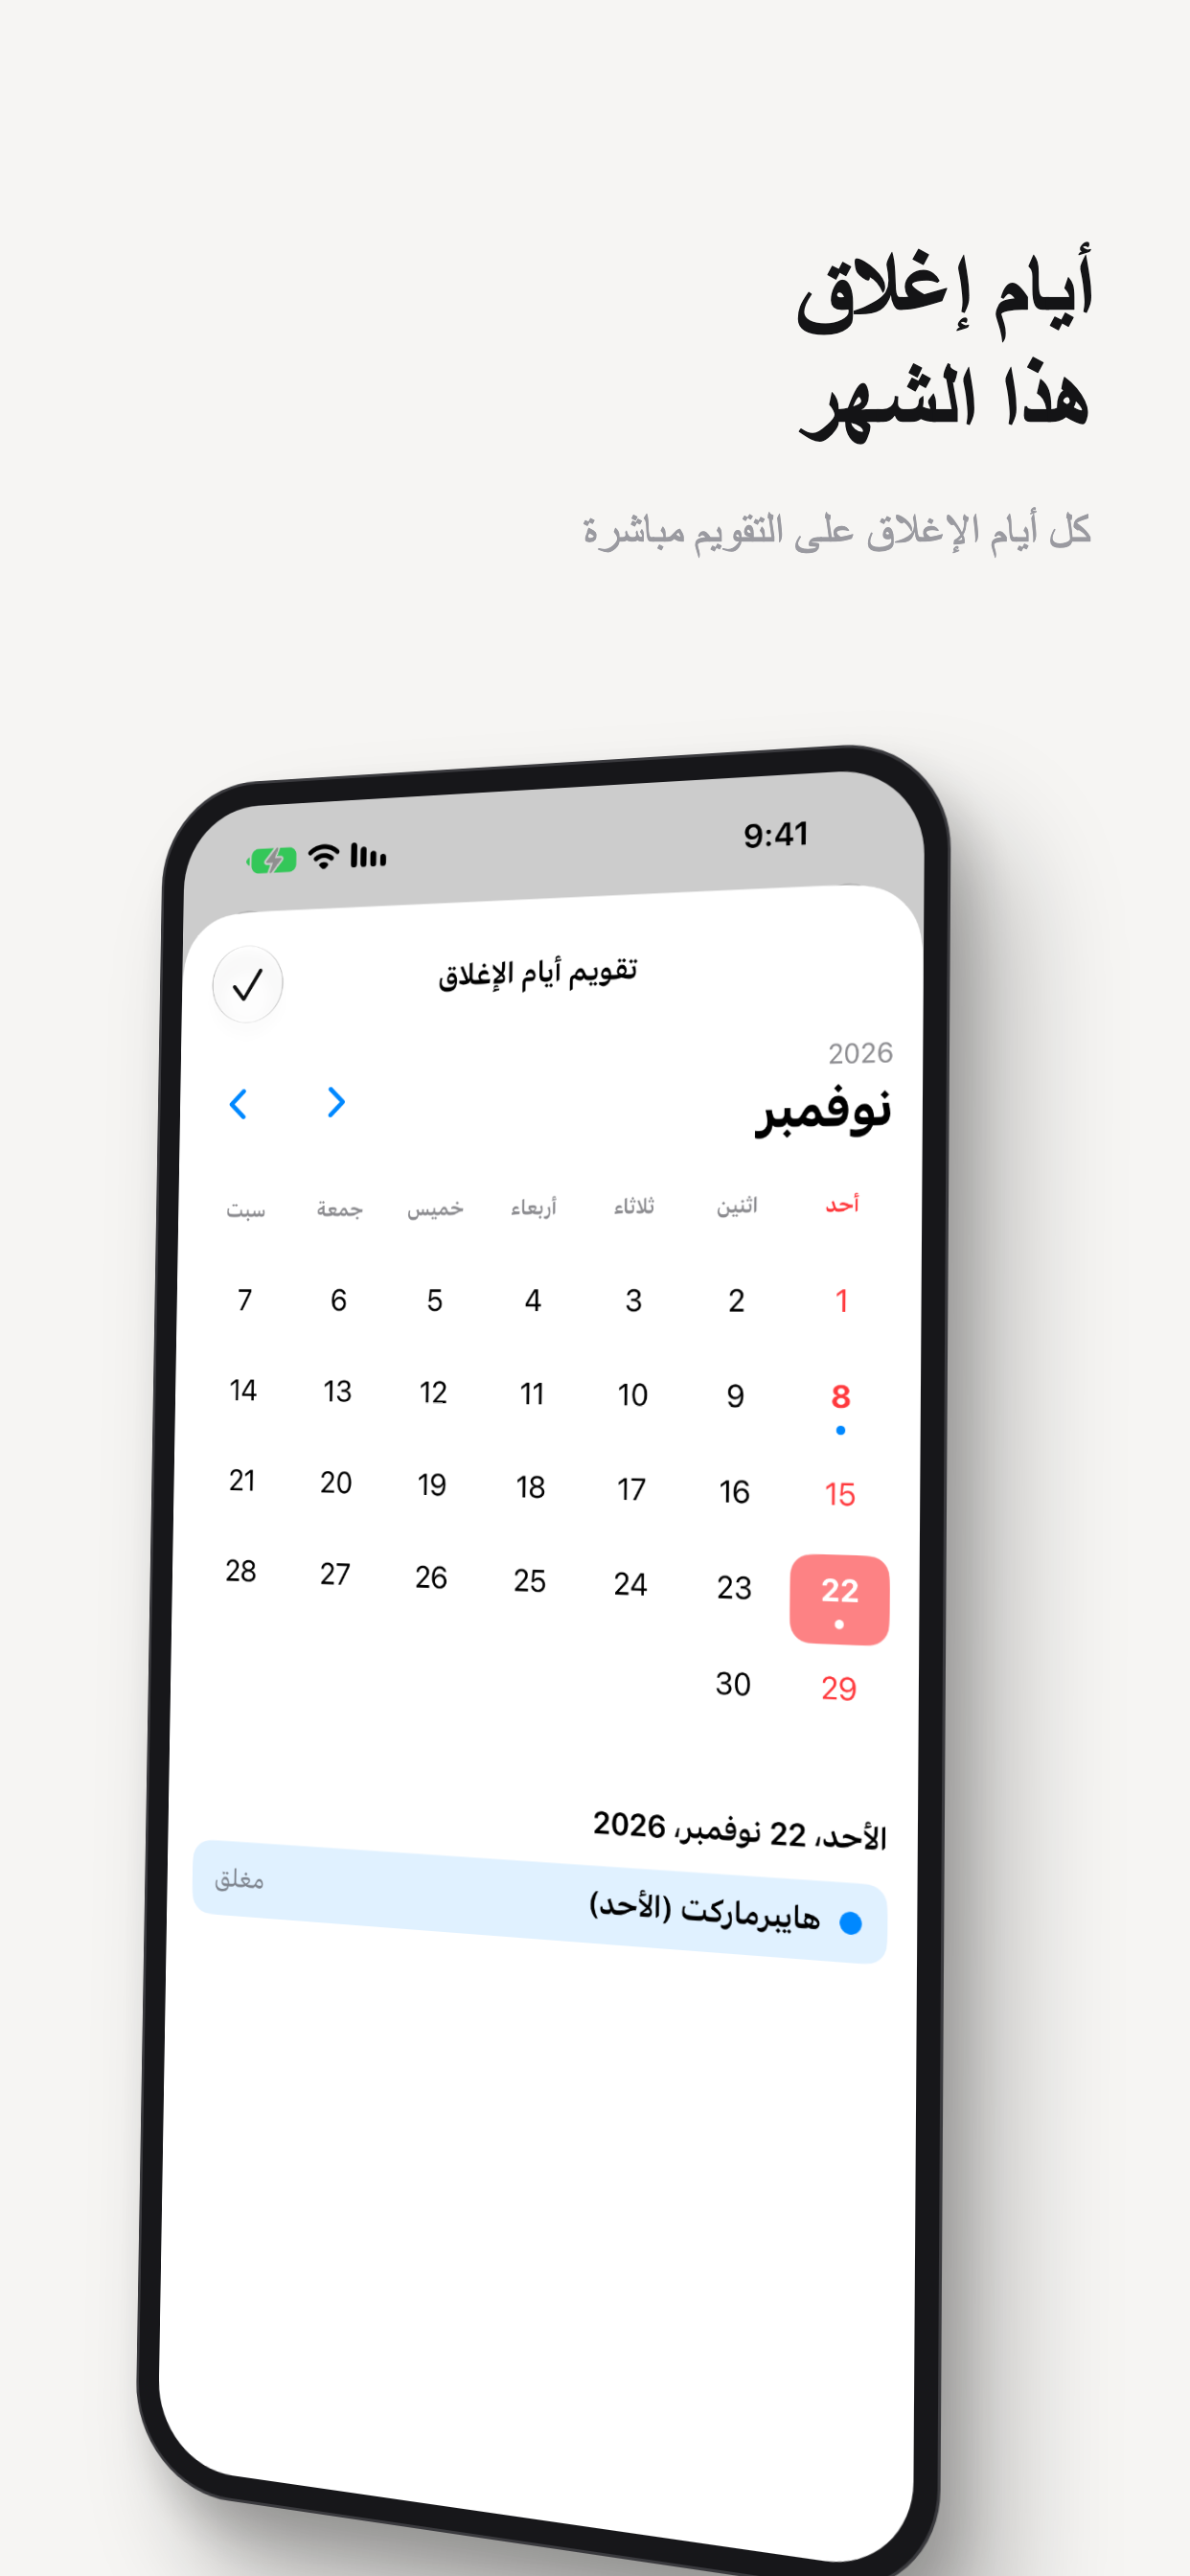 أيام إغلاق
هذا الشهر
كل أيام الإغلاق على التقويم مباشرة
9:41
تقويم أيام الإغلاق
2026
نوفمبر
أحد اثنين ثلاثاء أربعاء خميس جمعة سبت
1 2 3 4 5 6 7
8 9 10 11 12 13 14
15 16 17 18 19 20 21
22 23 24 25 26 27 28
29 30
الأحد، 22 نوفمبر، 2026
هايبرماركت (الأحد) مغلق